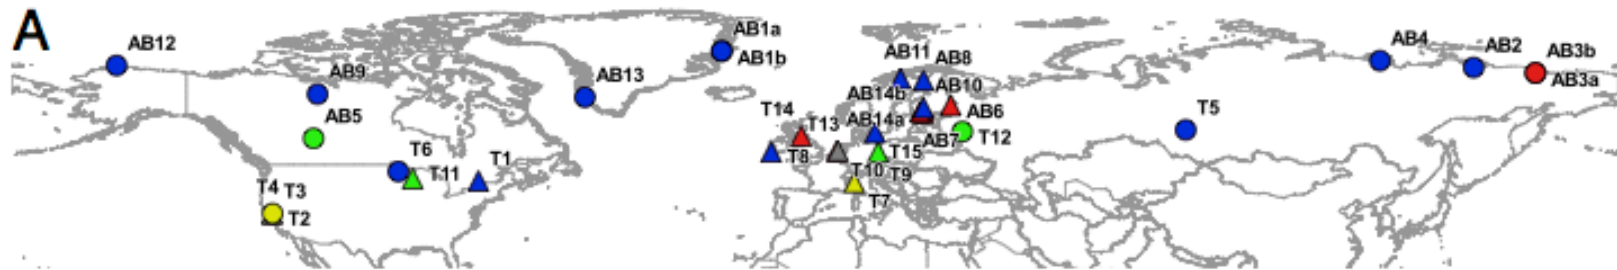 A
AB12
AB9
AB5
T6
T1
T11
T4 T3
T2
AB13
AB1a
AB1b
AB11 AB8
AB10
AB14b
T14
T13 AB14a AB6
AB7 T12
T8 T15
T10 T9
T7
T5
AB4 AB2 AB3b
AB3a